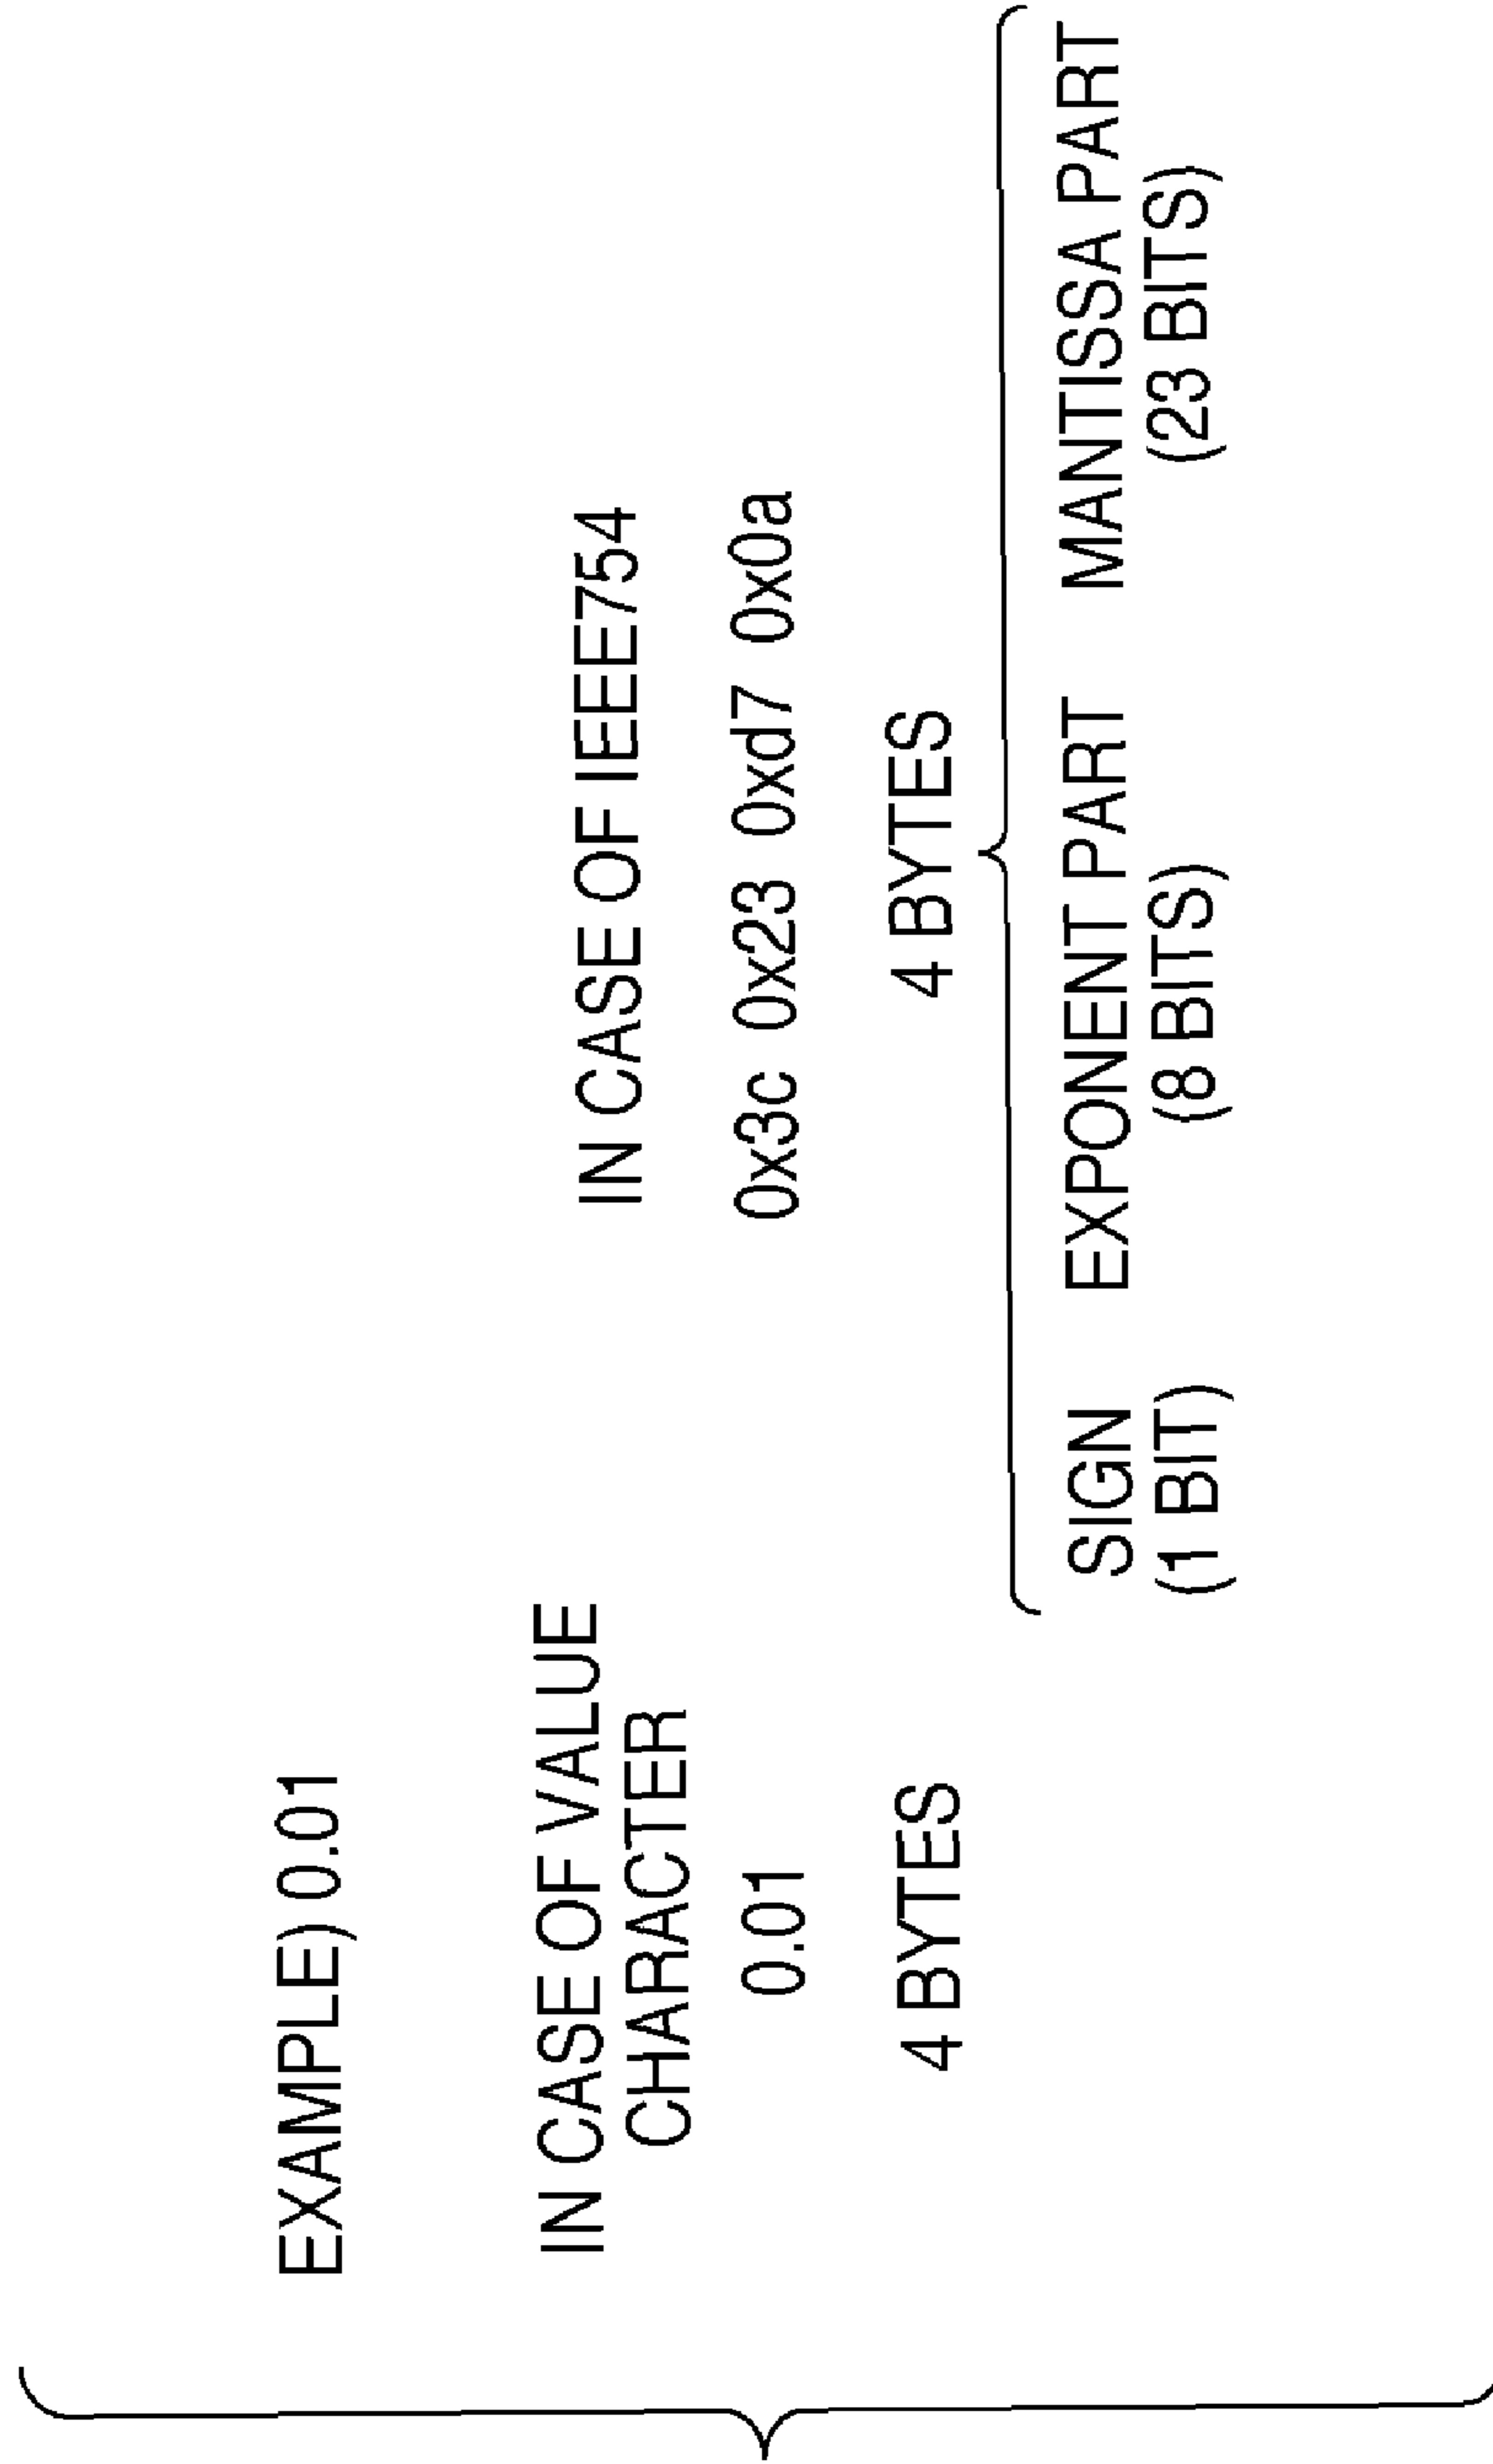 EXAMPLE) 0.01
IN CASE OF VALUE
CHARACTER
0.01
4 BYTES
IN CASE OF IEEE754
0x3c 0x23 0xd7 0x0a
4 BYTES
SIGN
(1 BIT)
EXPONENT PART
(8 BITS)
MANTISSA PART
(23 BITS)